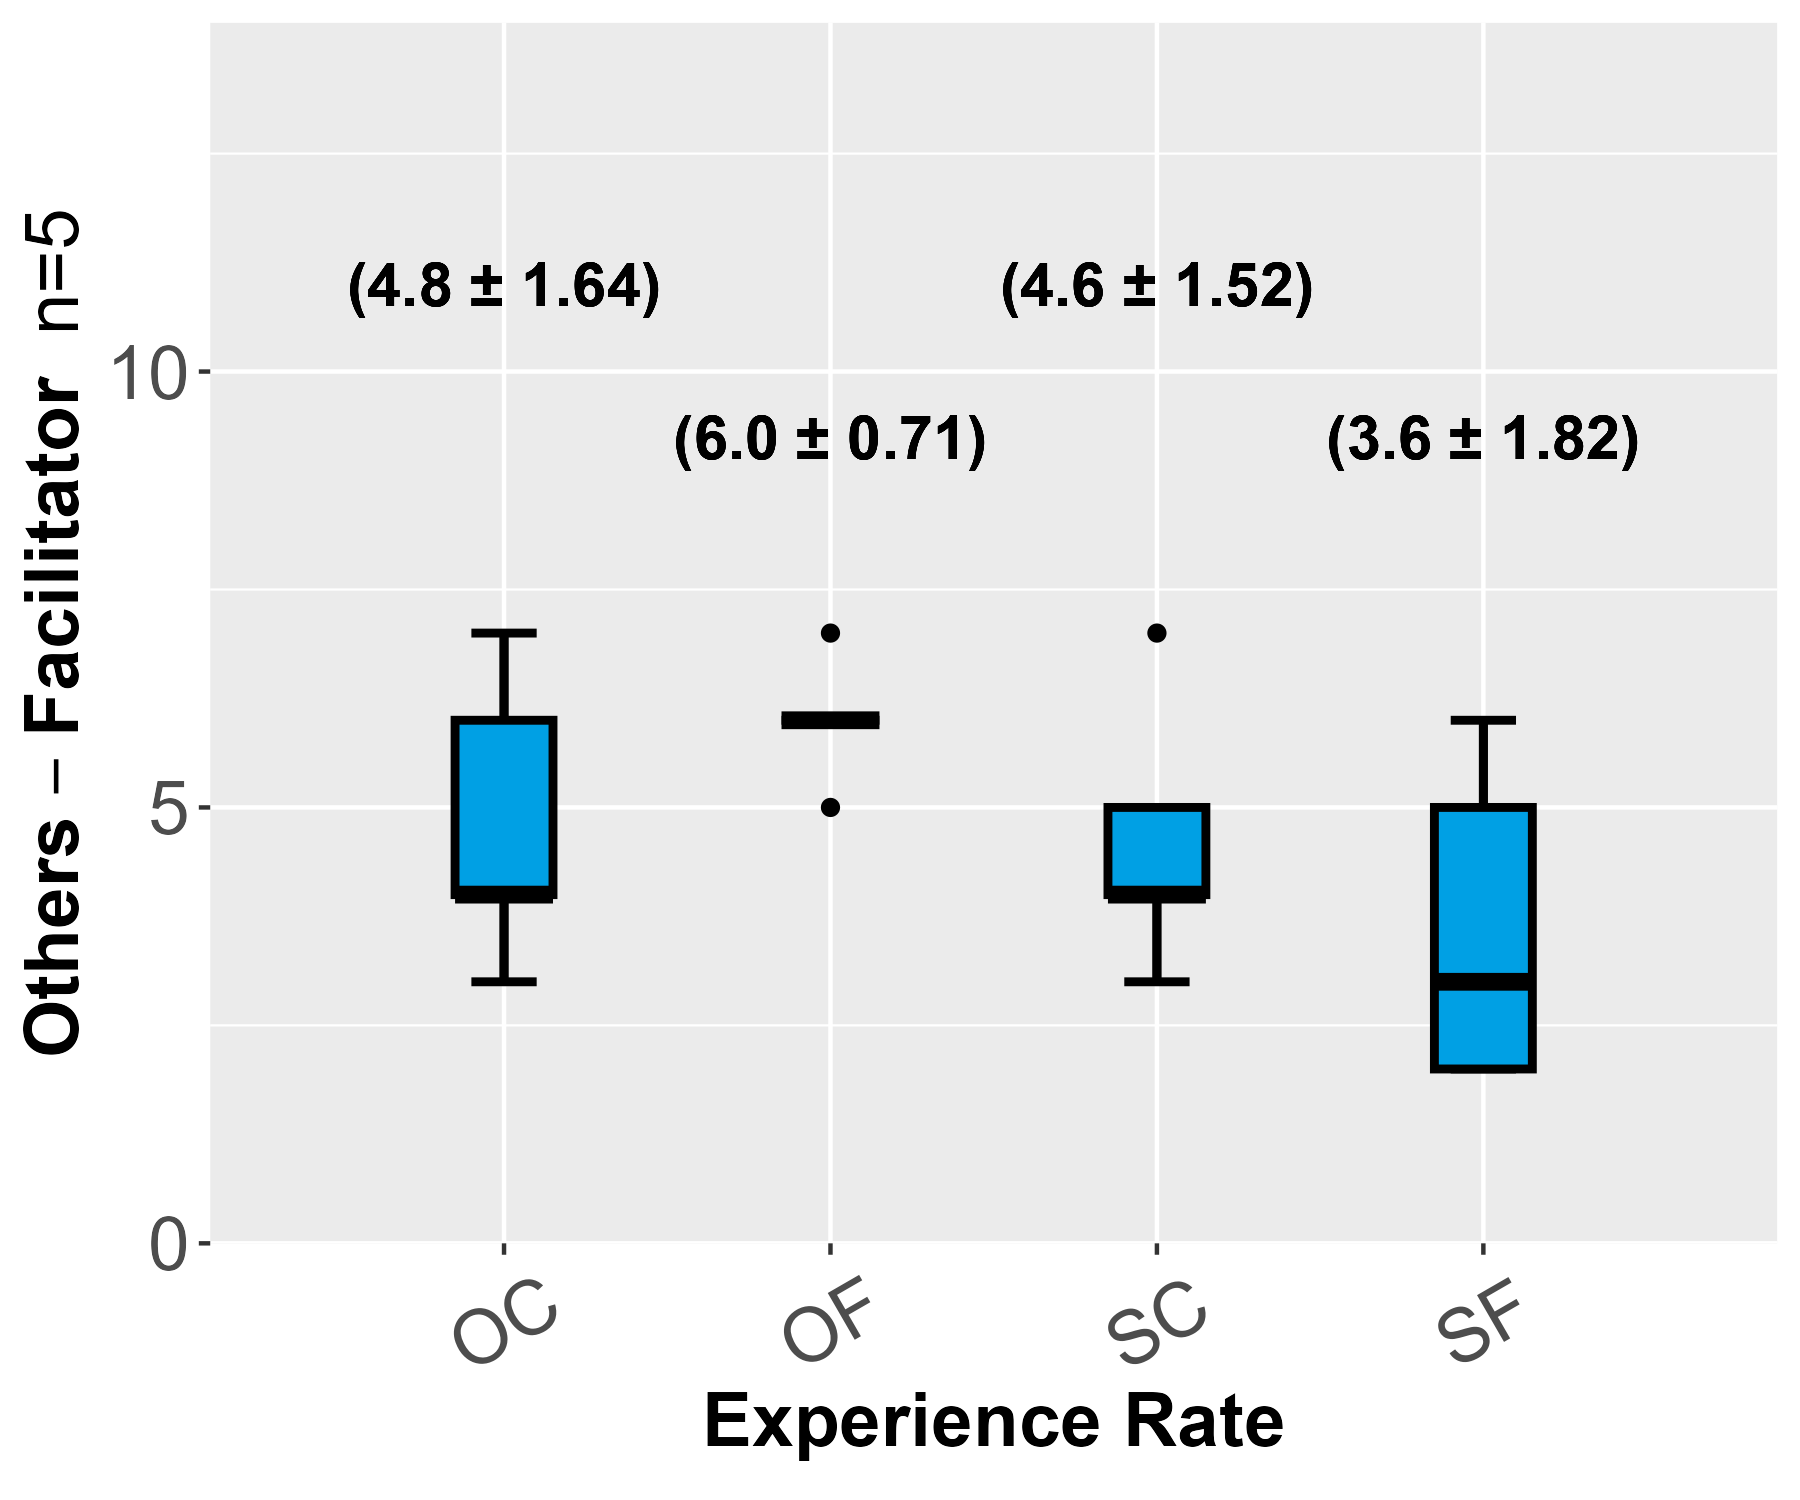 Others – Facilitator n=5
10
5
0
(4.8 ± 1.64)
(4.6 ± 1.52)
(6.0 ± 0.71)
(3.6 ± 1.82)
OC
OF
SC
SF
Experience Rate